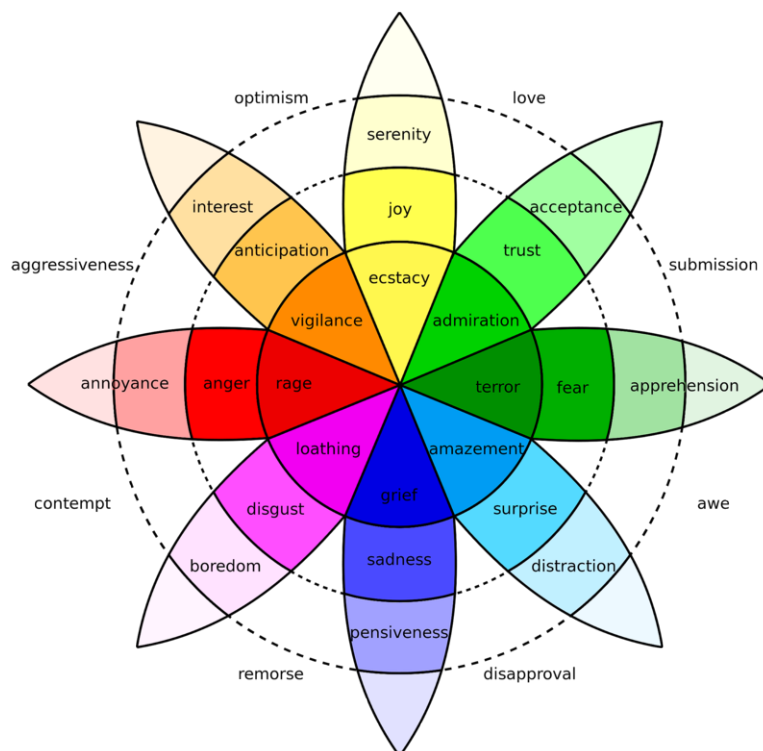 optimism
love
serenity
interest
acceptance
joy
anticipation
trust
aggressiveness
submission
ecstacy
vigilance
admiration
annoyance
anger
rage
terror
fear
apprehension
loathing
amazement
grief
contempt
disgust
surprise
awe
sadness
boredom
distraction
pensiveness
remorse
disapproval